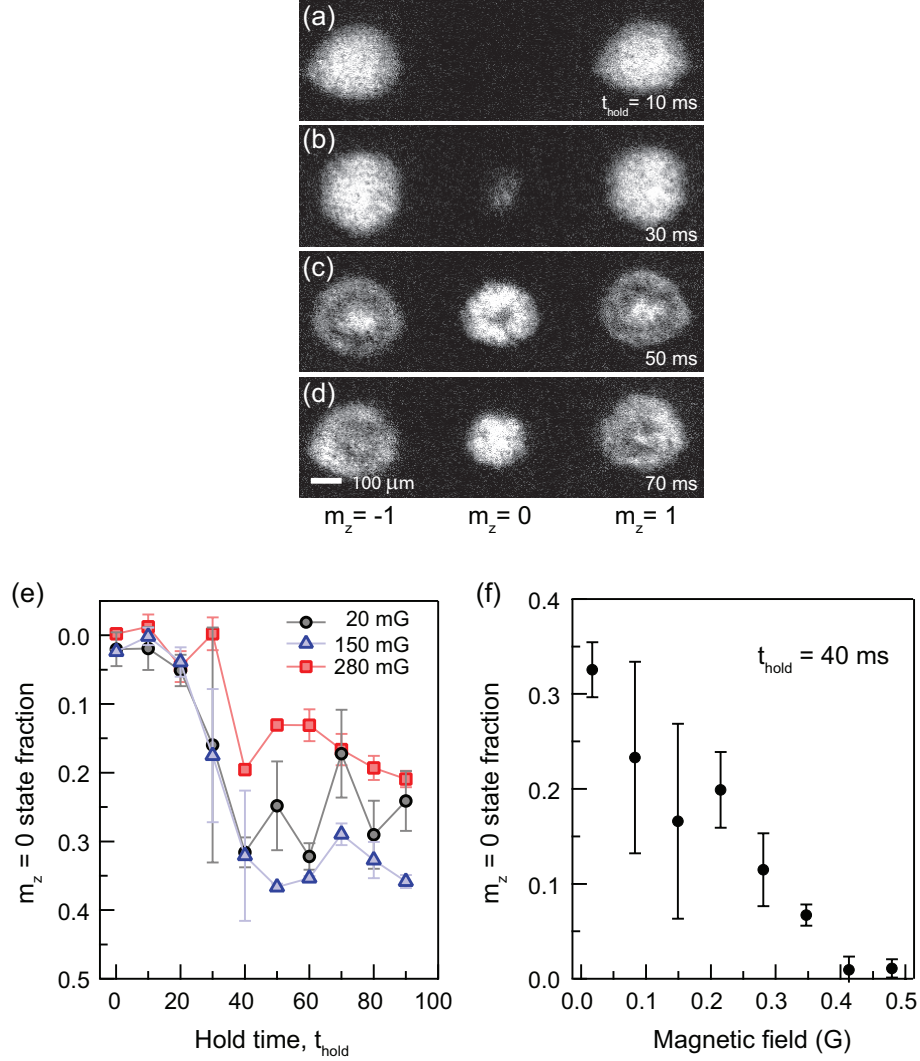 (a)
t_hold = 10 ms
(b)
30 ms
(c)
50 ms
(d)
100 μm
70 ms
m_z = -1 m_z = 0 m_z = 1
(e)
m_z = 0 state fraction
0.0
0.1
0.2
0.3
0.4
0.5
20 mG
150 mG
280 mG
0 20 40 60 80 100
Hold time, t_hold
(f)
m_z = 0 state fraction
0.4
0.3
0.2
0.1
0.0
t_hold = 40 ms
0.0 0.1 0.2 0.3 0.4 0.5
Magnetic field (G)